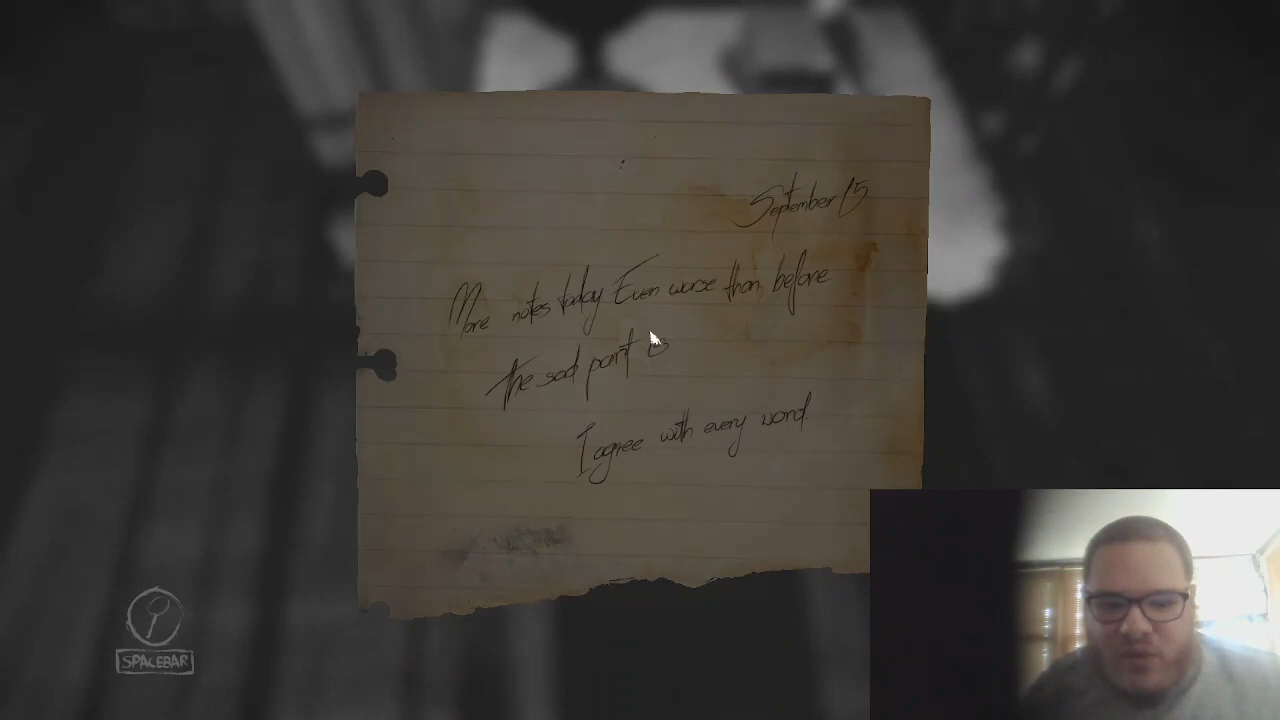 September 15
More notes today Even worse than before
the sad part is
I agree with every word.
SPACEBAR